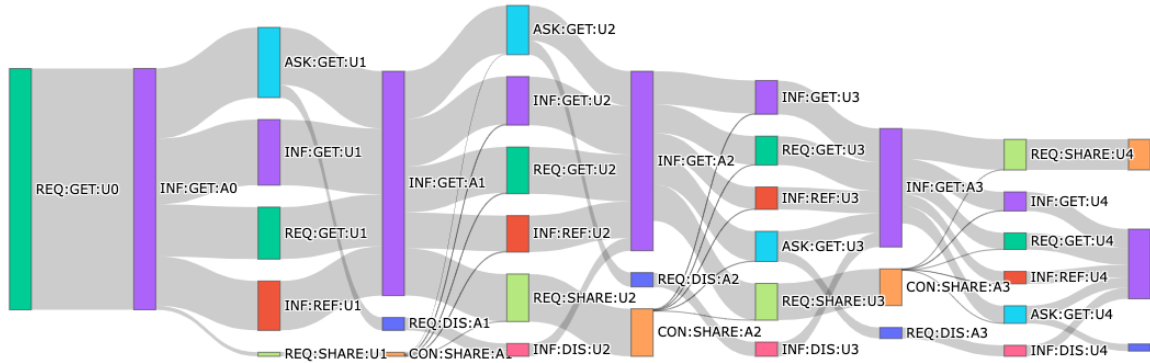 REQ:GET:U0
INF:GET:A0
ASK:GET:U1
INF:GET:U1
REQ:GET:U1
INF:REF:U1
REQ:SHARE:U1
INF:GET:A1
REQ:DIS:A1
CON:SHARE:A1
ASK:GET:U2
INF:GET:U2
REQ:GET:U2
INF:REF:U2
REQ:SHARE:U2
INF:DIS:U2
INF:GET:A2
REQ:DIS:A2
CON:SHARE:A2
INF:GET:U3
REQ:GET:U3
INF:REF:U3
ASK:GET:U3
REQ:SHARE:U3
INF:DIS:U3
INF:GET:A3
CON:SHARE:A3
REQ:DIS:A3
REQ:SHARE:U4
INF:GET:U4
REQ:GET:U4
INF:REF:U4
ASK:GET:U4
INF:DIS:U4